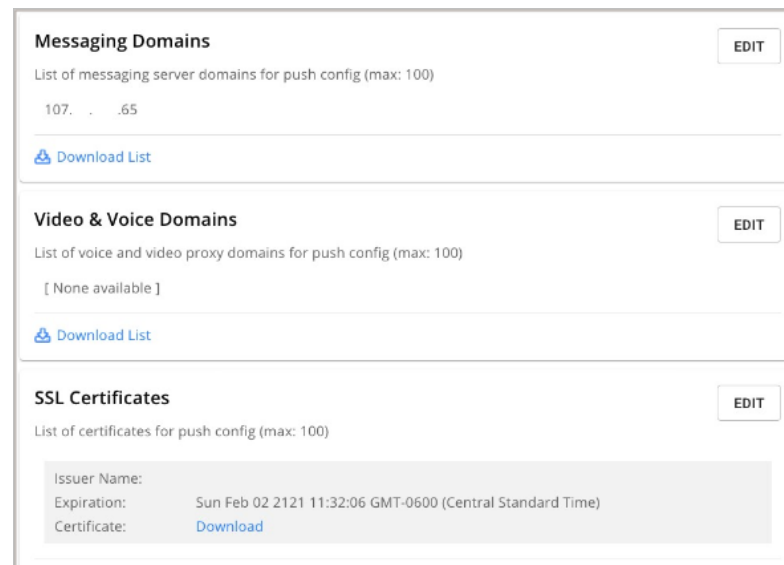 Messaging Domains
EDIT
List of messaging server domains for push config (max: 100)
107. . .65
Download List
Video & Voice Domains
EDIT
List of voice and video proxy domains for push config (max: 100)
[ None available ]
Download List
SSL Certificates
EDIT
List of certificates for push config (max: 100)
Issuer Name:
Expiration: Sun Feb 02 2121 11:32:06 GMT-0600 (Central Standard Time)
Certificate: Download